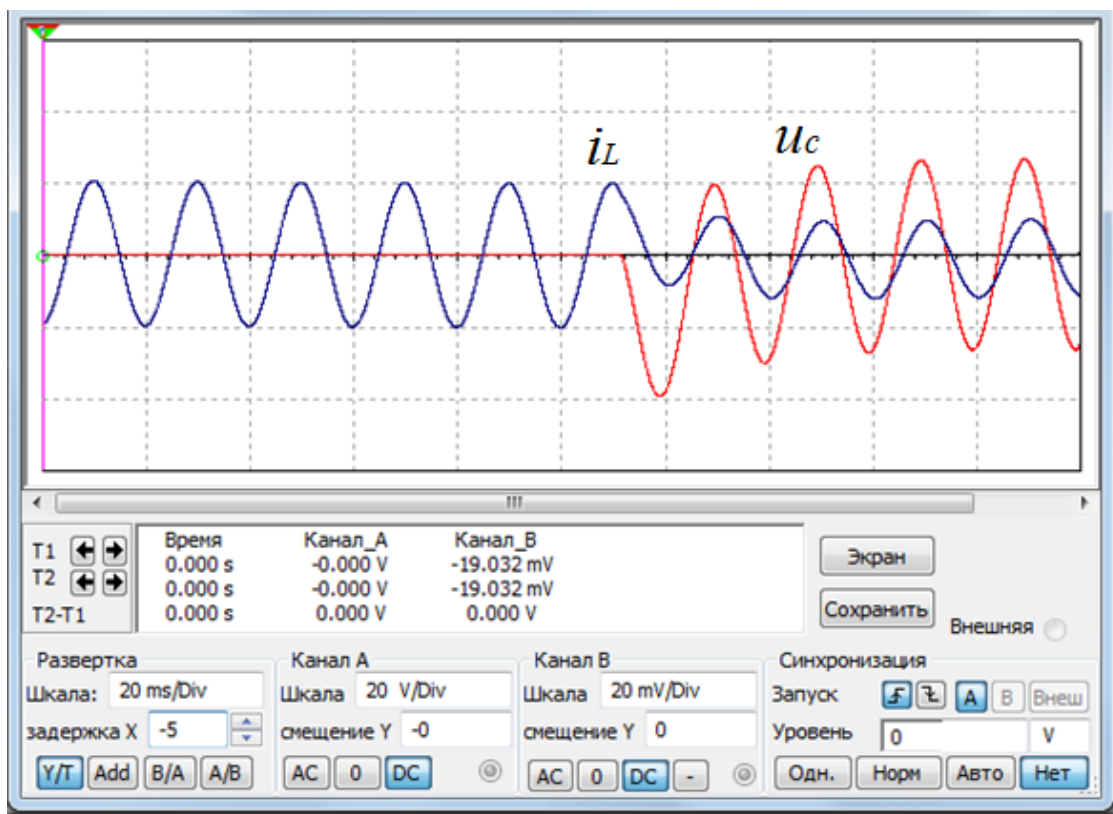 iL
uc
Время Канал_A Канал_B
T1 0.000 s -0.000 V -19.032 mV
T2 0.000 s -0.000 V -19.032 mV
T2-T1 0.000 s 0.000 V 0.000 V
Экран
Сохранить
Внешняя
Развертка
Шкала: 20 ms/Div
задержка X -5
Y/T Add B/A A/B
Канал A
Шкала 20 V/Div
смещение Y -0
AC 0 DC
Канал B
Шкала 20 mV/Div
смещение Y 0
AC 0 DC -
Синхронизация
Запуск A B Внеш
Уровень 0 V
Одн. Норм Авто Нет